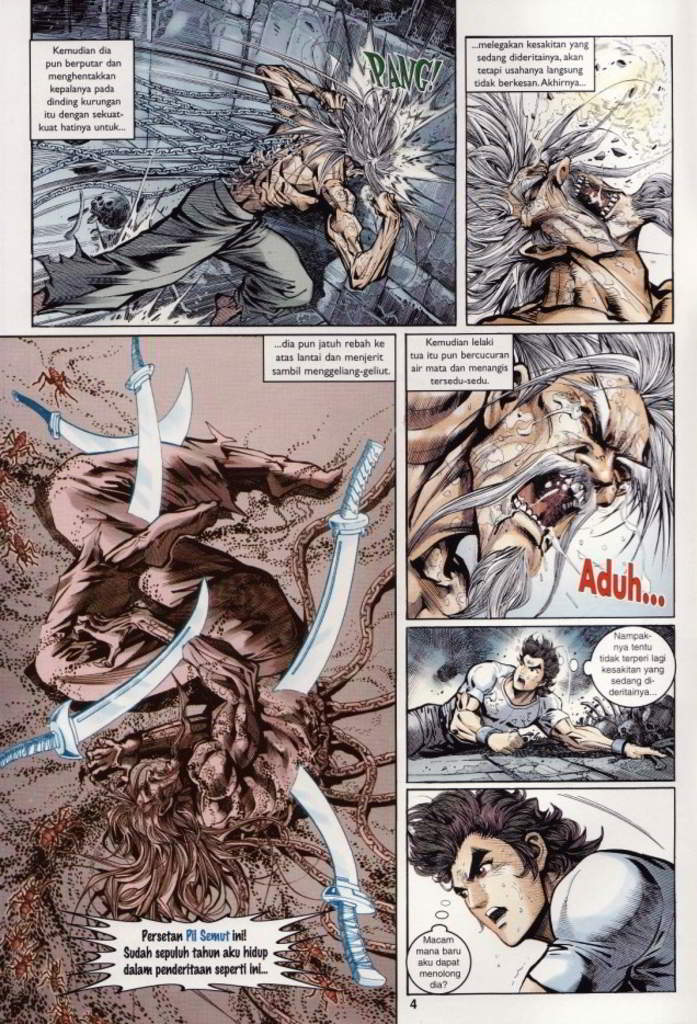 Kemudian dia
pun berputar dan
menghentakkan
kepalanya pada
dinding kurungan
itu dengan sekuat-
kuat hatinya untuk...
PANG!
...melegakan kesakitan yang
sedang dideritainya, akan
tetapi usahanya langsung
tidak berkesan. Akhirnya...
...dia pun jatuh rebah ke
atas lantai dan menjerit
sambil menggeliang-geliut.
Persetan Pil Semut ini!
Sudah sepuluh tahun aku hidup
dalam penderitaan seperti ini...
Kemudian lelaki
tua itu pun bercucuran
air mata dan menangis
tersedu-sedu.
Aduh...
Nampak-
nya tentu
tidak terperi lagi
kesakitan yang
sedang di-
deritainya...
Macam
mana baru
aku dapat
menolong
dia?
4